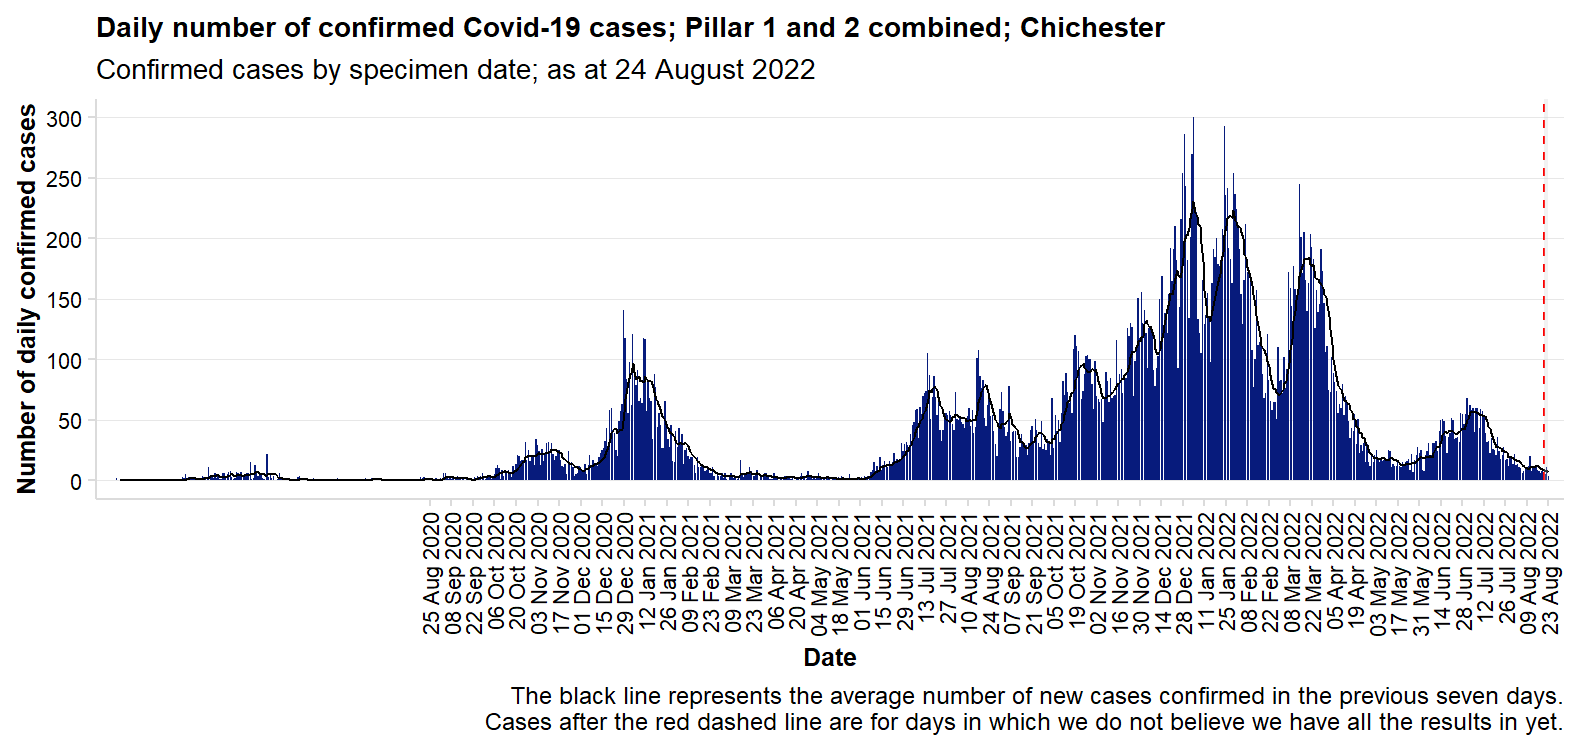 Daily number of confirmed Covid-19 cases; Pillar 1 and 2 combined; Chichester
Confirmed cases by specimen date; as at 24 August 2022
Number of daily confirmed cases
300
250
200
150
100
50
0
25 Aug 2020
08 Sep 2020
22 Sep 2020
06 Oct 2020
20 Oct 2020
03 Nov 2020
17 Nov 2020
01 Dec 2020
15 Dec 2020
29 Dec 2020
12 Jan 2021
26 Jan 2021
09 Feb 2021
23 Feb 2021
09 Mar 2021
23 Mar 2021
06 Apr 2021
20 Apr 2021
04 May 2021
18 May 2021
01 Jun 2021
15 Jun 2021
29 Jun 2021
13 Jul 2021
27 Jul 2021
10 Aug 2021
24 Aug 2021
07 Sep 2021
21 Sep 2021
05 Oct 2021
19 Oct 2021
02 Nov 2021
16 Nov 2021
30 Nov 2021
14 Dec 2021
28 Dec 2021
11 Jan 2022
25 Jan 2022
08 Feb 2022
22 Feb 2022
08 Mar 2022
22 Mar 2022
05 Apr 2022
19 Apr 2022
03 May 2022
17 May 2022
31 May 2022
14 Jun 2022
28 Jun 2022
12 Jul 2022
26 Jul 2022
09 Aug 2022
23 Aug 2022
Date
The black line represents the average number of new cases confirmed in the previous seven days.
Cases after the red dashed line are for days in which we do not believe we have all the results in yet.